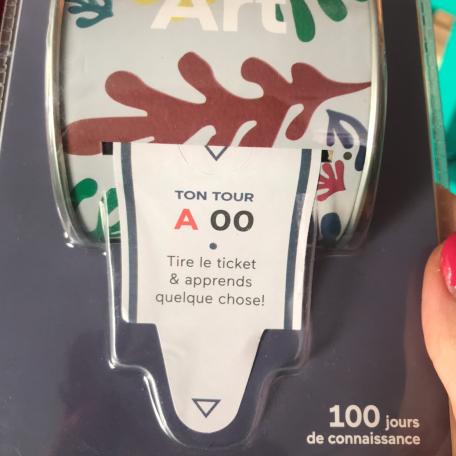 Art
TON TOUR
A 00
Tire le ticket
& apprends
quelque chose!
100 jours
de connaissance